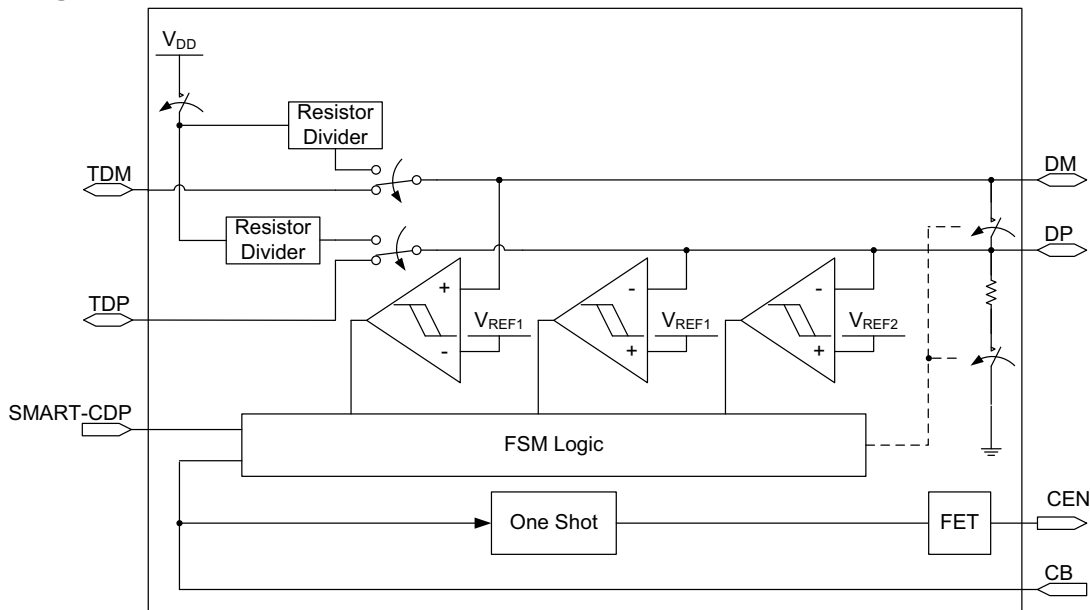 VDD
Resistor
Divider
TDM
DM
Resistor
Divider
DP
TDP
+
-
VREF1
-
+
VREF1
-
+
VREF2
SMART-CDP
FSM Logic
One Shot
FET
CEN
CB